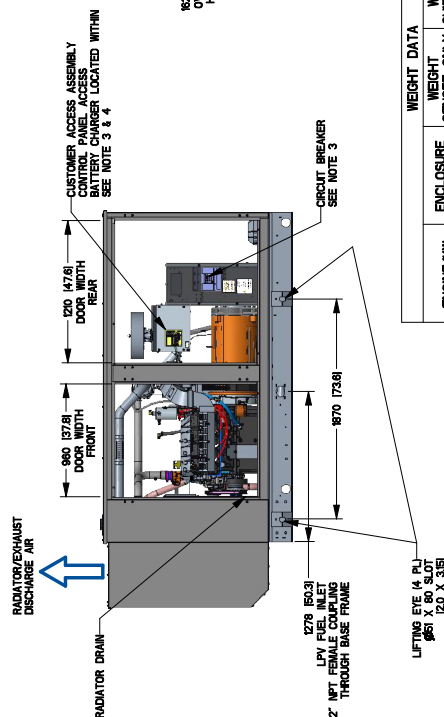 CUSTOMER ACCESS ASSEMBLY
CONTROL PANEL ACCESS
BATTERY CHARGER LOCATED WITHIN
SEE NOTE 3 & 4
1210 [47.6]
DOOR WIDTH
REAR
960 [37.8]
DOOR WIDTH
FRONT
RADIATOR/EXHAUST
DISCHARGE AIR
CIRCUIT BREAKER
SEE NOTE 3
RADIATOR DRAIN
1870 [73.6]
1278 [50.3]
LPV FUEL INLET
2" NPT FEMALE COUPLING
THROUGH BASE FRAME
LIFTING EYE (4 PL)
Ø51 X 80 SLOT
[2.0 X 3.15]
WEIGHT DATA
ENCLOSURE
WEIGHT